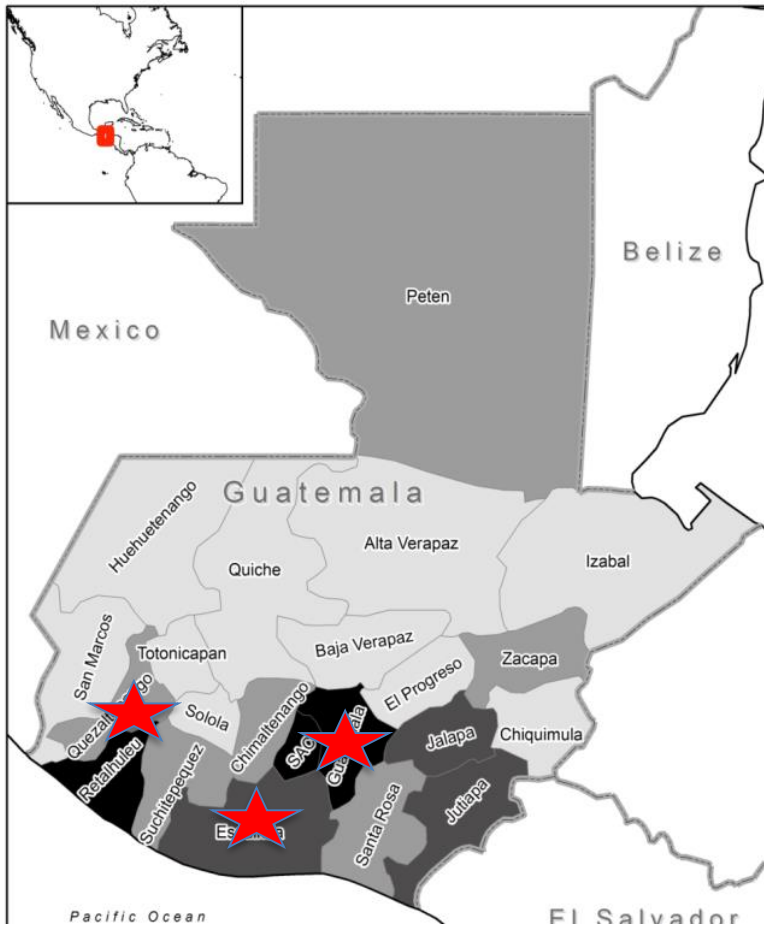 Belize
Peten
Mexico
Guatemala
Huehuetenango
Alta Verapaz
Quiche
Izabal
San Marcos
Totonicapan
Baja Verapaz
Zacapa
El Progreso
Solola
Chimaltenango
Jalapa
Chiquimula
Retalhuleu
Suchitepequez
Santa Rosa
Jutiapa
Pacific Ocean
El Salvador